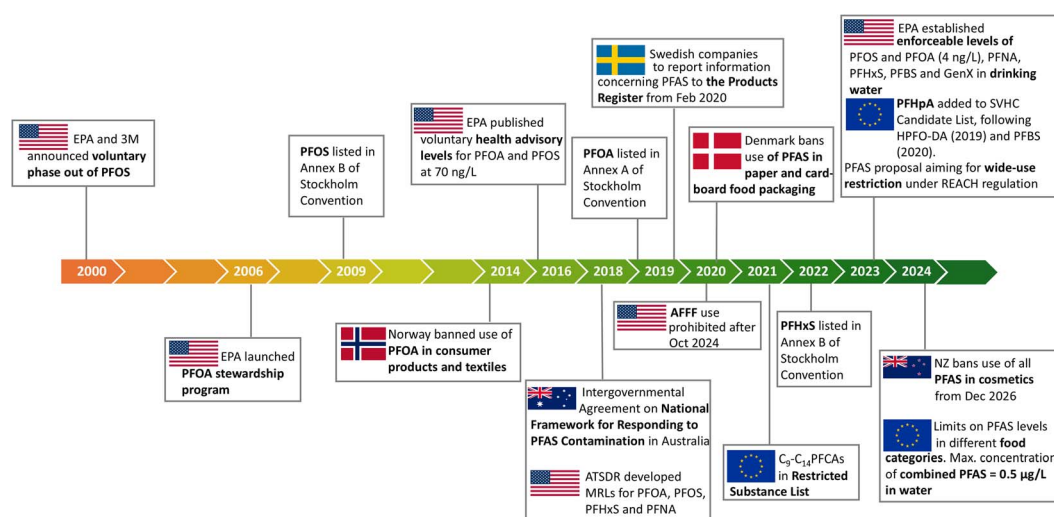 EPA and 3M
announced voluntary
phase out of PFOS
PFOS listed in
Annex B of
Stockholm
Convention
EPA published
voluntary health advisory
levels for PFOA and PFOS
at 70 ng/L
PFOA listed in
Annex A of
Stockholm
Convention
Swedish companies
to report information
concerning PFAS to the Products
Register from Feb 2020
Denmark bans
use of PFAS in
paper and card-
board food packaging
EPA established
enforceable levels of
PFOS and PFOA (4 ng/L), PFNA,
PFHxS, PFBS and GenX in drinking
water
PFHpA added to SVHC
Candidate List, following
HPFO-DA (2019) and PFBS
(2020).
PFAS proposal aiming for wide-use
restriction under REACH regulation
2000
2006
2009
2014
2016
2018
2019
2020
2021
2022
2023
2024
EPA launched
PFOA stewardship
program
Norway banned use of
PFOA in consumer
products and textiles
Intergovernmental
Agreement on National
Framework for Responding to
PFAS Contamination in Australia
ATSDR developed
MRLs for PFOA, PFOS,
PFHxS and PFNA
AFFF use
prohibited after
Oct 2024
C₉-C₁₄PFCAs
in Restricted
Substance List
PFHxS listed in
Annex B of
Stockholm
Convention
NZ bans use of all
PFAS in cosmetics
from Dec 2026
Limits on PFAS levels
in different food
categories. Max. concentration
of combined PFAS = 0.5 µg/L
in water